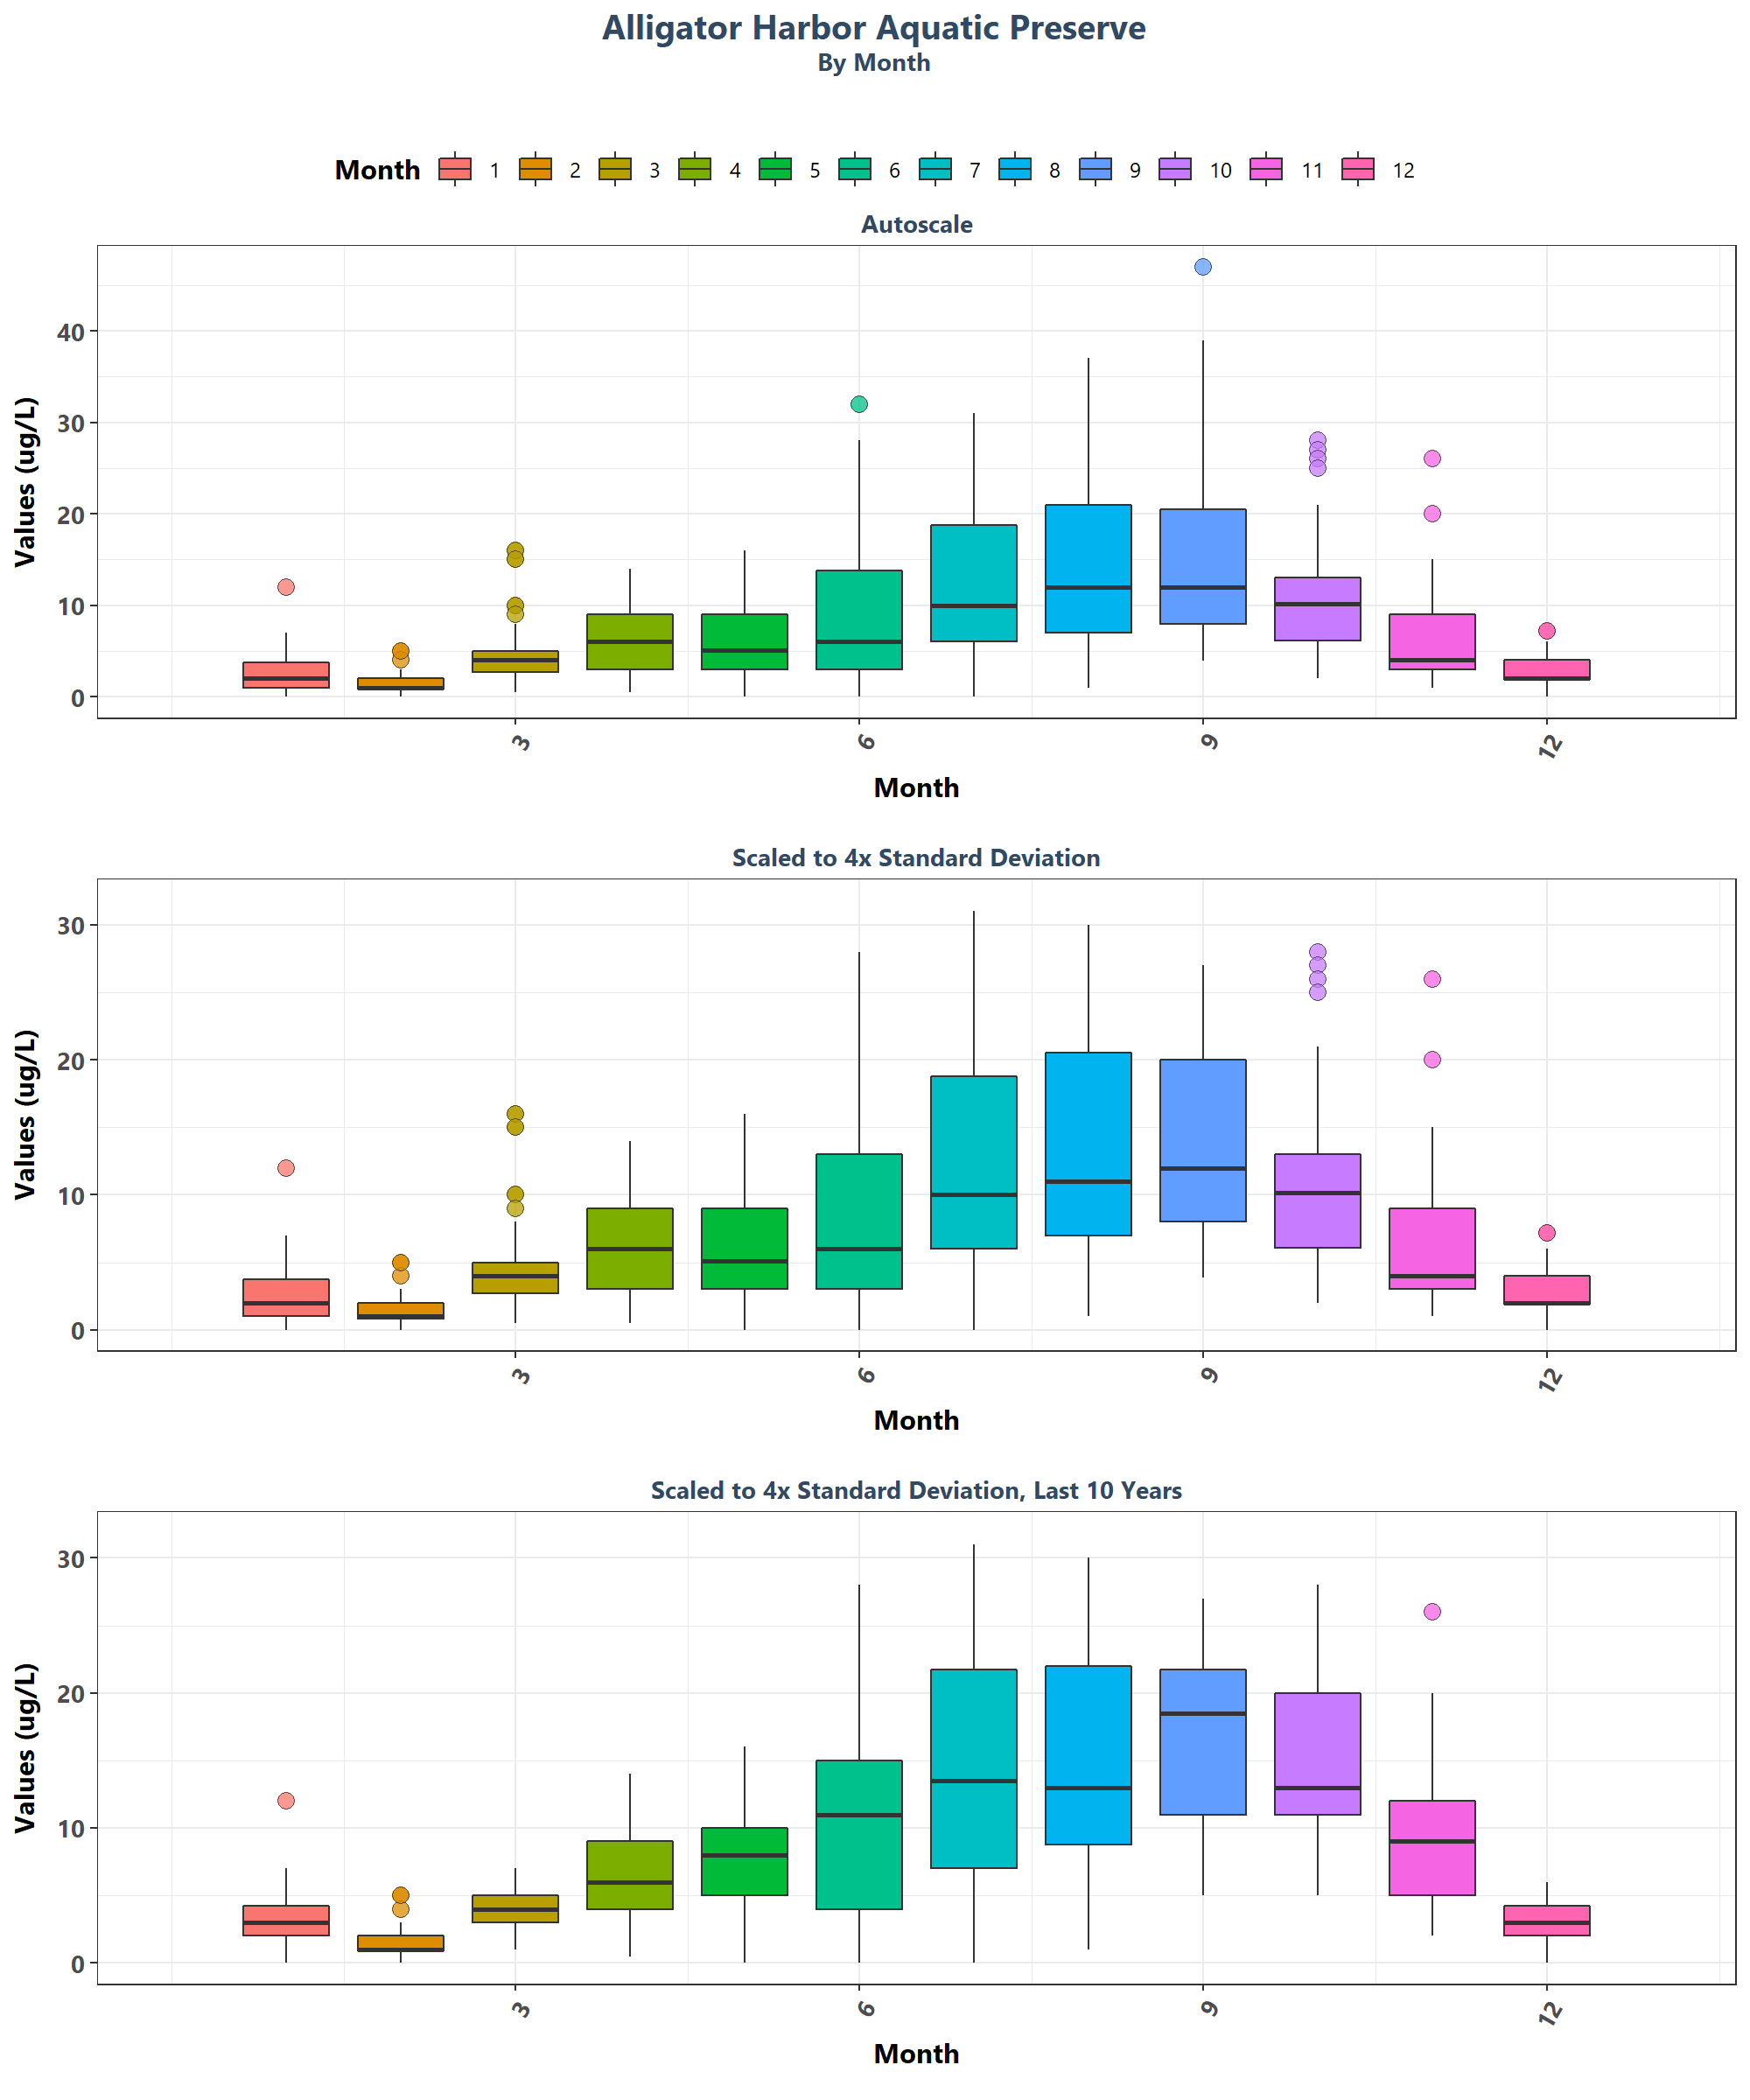 Alligator Harbor Aquatic Preserve
By Month
Month 1 2 3 4 5 6 7 8 9 10 11 12
Autoscale
Values (ug/L)
40
30
20
10
0
3 6 9 12
Month
Scaled to 4x Standard Deviation
Values (ug/L)
30
20
10
0
3 6 9 12
Month
Scaled to 4x Standard Deviation, Last 10 Years
Values (ug/L)
30
20
10
0
3 6 9 12
Month